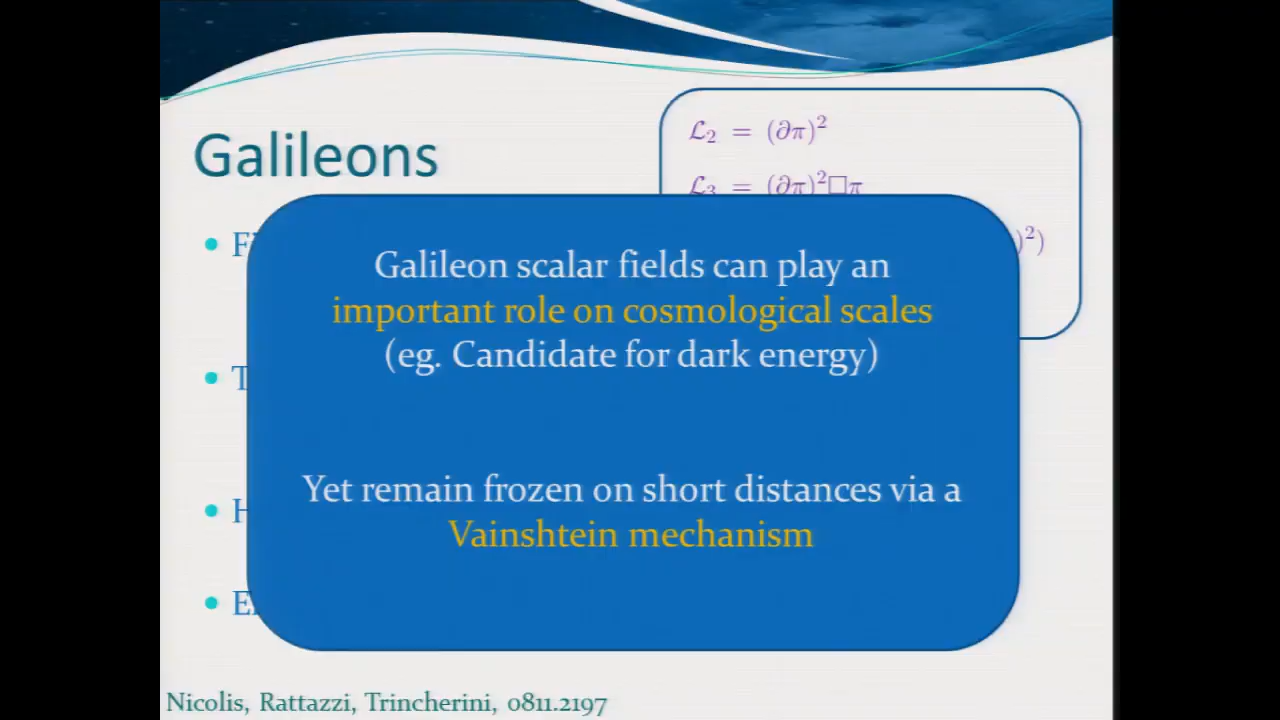 Galileons
ℒ₂ = (∂π)²
ℒ₃ = (∂π)²□π
)²)
Galileon scalar fields can play an
important role on cosmological scales
(eg. Candidate for dark energy)
Yet remain frozen on short distances via a
Vainshtein mechanism
Nicolis, Rattazzi, Trincherini, 0811.2197